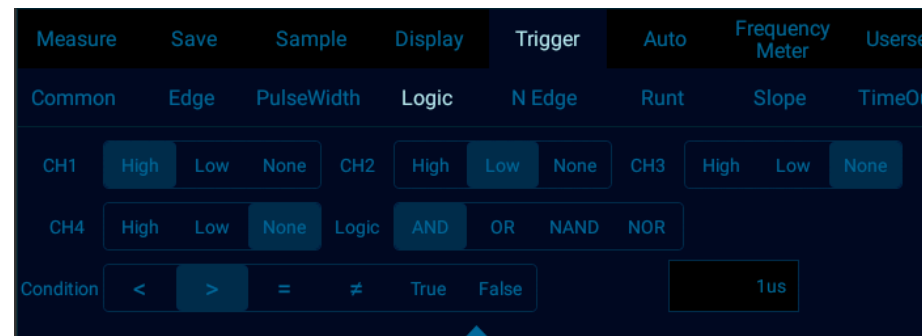 Measure Save Sample Display Trigger Auto Frequency Meter Userse
Common Edge PulseWidth Logic N Edge Runt Slope TimeO
CH1 High Low None CH2 High Low None CH3 High Low None
CH4 High Low None Logic AND OR NAND NOR
Condition < > = ≠ True False 1us